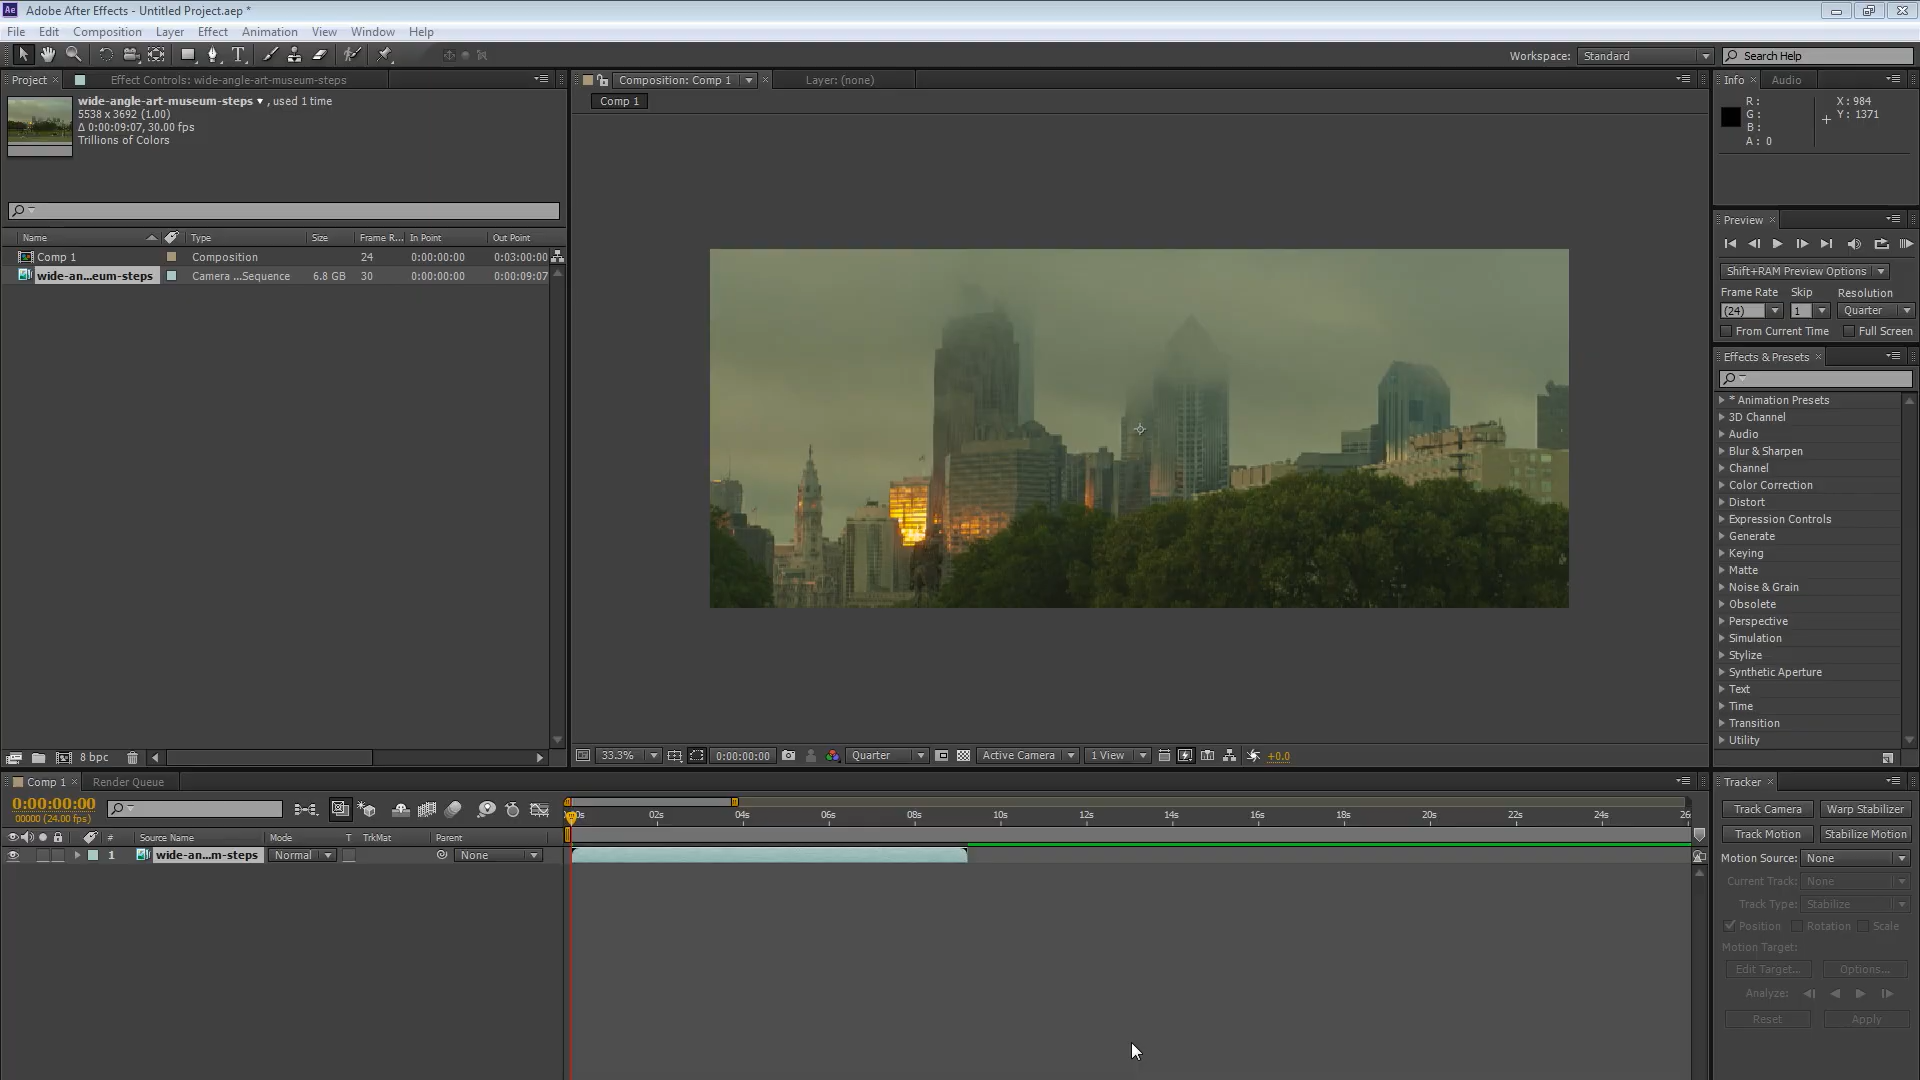 Adobe After Effects - Untitled Project.aep *
File Edit Composition Layer Effect Animation View Window Help
Workspace: Standard Search Help
Project Effect Controls: wide-angle-art-museum-steps
Composition: Comp 1 Layer: (none)
Info Audio
wide-angle-art-museum-steps , used 1 time
5538 x 3692 (1.00)
Δ 0:00:09:07, 30.00 fps
Trillions of Colors
Comp 1
R: X: 984
G: Y: 1371
B:
A: 0
Preview
Shift+RAM Preview Options
Frame Rate Skip Resolution
(24) 1 Quarter
From Current Time Full Screen
Name Type Size Frame R... In Point Out Point
Comp 1 Composition 24 0:00:00:00 0:03:00:00
wide-an...eum-steps Camera ...Sequence 6.8 GB 30 0:00:00:00 0:00:09:07
Effects & Presets
* Animation Presets
3D Channel
Audio
Blur & Sharpen
Channel
Color Correction
Distort
Expression Controls
Generate
Keying
Matte
Noise & Grain
Obsolete
Perspective
Simulation
Stylize
Synthetic Aperture
Text
Time
Transition
Utility
8 bpc
33.3% 0:00:00:00 Quarter Active Camera 1 View +0.0
Comp 1 Render Queue
0:00:00:00
00000 (24.00 fps)
02s 04s 06s 08s 10s 12s 14s 16s 18s 20s 22s 24s 26
# Source Name Mode T TrkMat Parent
1 wide-an...m-steps Normal None
Tracker
Track Camera Warp Stabilizer
Track Motion Stabilize Motion
Motion Source: None
Current Track: None
Track Type: Stabilize
Position Rotation Scale
Motion Target:
Edit Target... Options...
Analyze:
Reset Apply